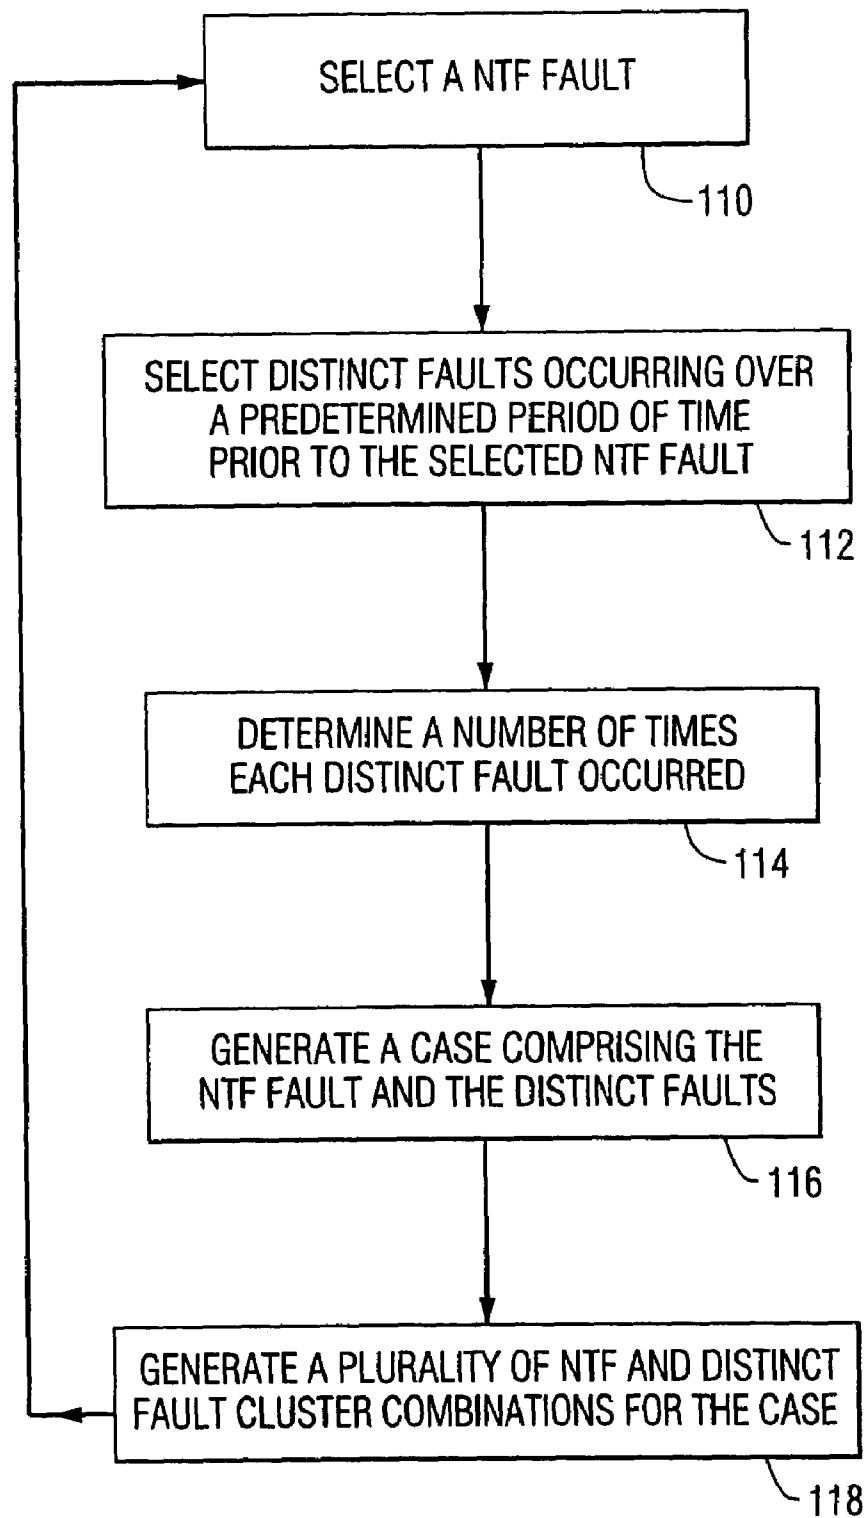 SELECT A NTF FAULT
110
SELECT DISTINCT FAULTS OCCURRING OVER
A PREDETERMINED PERIOD OF TIME
PRIOR TO THE SELECTED NTF FAULT
112
DETERMINE A NUMBER OF TIMES
EACH DISTINCT FAULT OCCURRED
114
GENERATE A CASE COMPRISING THE
NTF FAULT AND THE DISTINCT FAULTS
116
GENERATE A PLURALITY OF NTF AND DISTINCT
FAULT CLUSTER COMBINATIONS FOR THE CASE
118